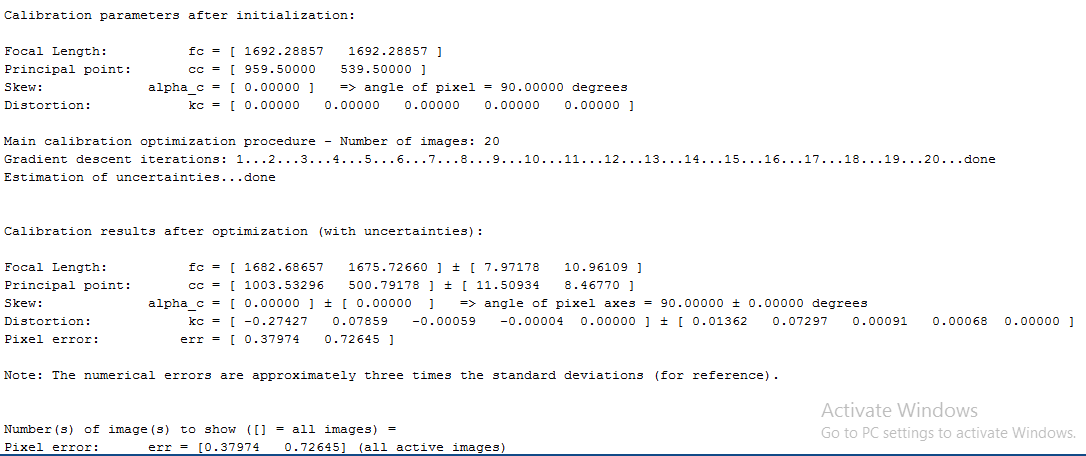 Calibration parameters after initialization:
Focal Length:          fc = [ 1692.28857   1692.28857 ]
Principal point:       cc = [ 959.50000   539.50000 ]
Skew:             alpha_c = [ 0.00000 ]   => angle of pixel = 90.00000 degrees
Distortion:            kc = [ 0.00000   0.00000   0.00000   0.00000   0.00000 ]
Main calibration optimization procedure - Number of images: 20
Gradient descent iterations: 1...2...3...4...5...6...7...8...9...10...11...12...13...14...15...16...17...18...19...20...done
Estimation of uncertainties...done
Calibration results after optimization (with uncertainties):
Focal Length:          fc = [ 1682.68657   1675.72660 ] ± [ 7.97178   10.96109 ]
Principal point:       cc = [ 1003.53296   500.79178 ] ± [ 11.50934   8.46770 ]
Skew:             alpha_c = [ 0.00000 ] ± [ 0.00000  ]   => angle of pixel axes = 90.00000 ± 0.00000 degrees
Distortion:            kc = [ -0.27427   0.07859   -0.00059   -0.00004  0.00000 ] ± [ 0.01362   0.07297   0.00091   0.00068  0.00000 ]
Pixel error:          err = [ 0.37974   0.72645 ]
Note: The numerical errors are approximately three times the standard deviations (for reference).
Activate Windows
Number(s) of image(s) to show ([] = all images) =
Go to PC settings to activate Windows.
Pixel error:      err = [0.37974   0.72645] (all active images)